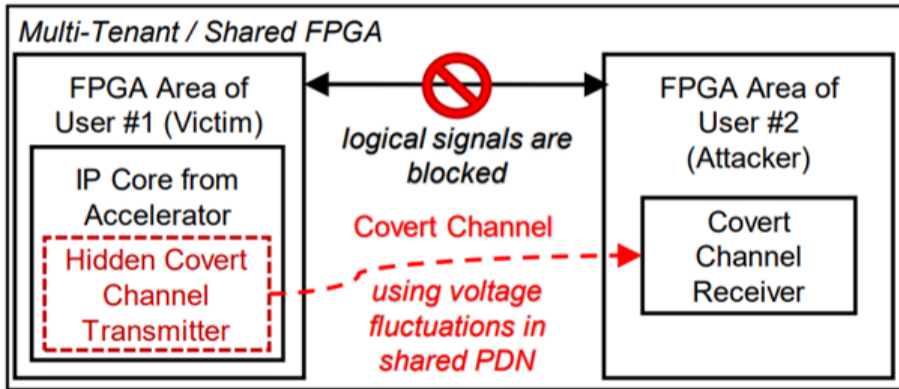 Multi-Tenant / Shared FPGA
FPGA Area of
User #1 (Victim)
IP Core from
Accelerator
Hidden Covert
Channel
Transmitter
logical signals are
blocked
Covert Channel
using voltage
fluctuations in
shared PDN
FPGA Area of
User #2
(Attacker)
Covert
Channel
Receiver